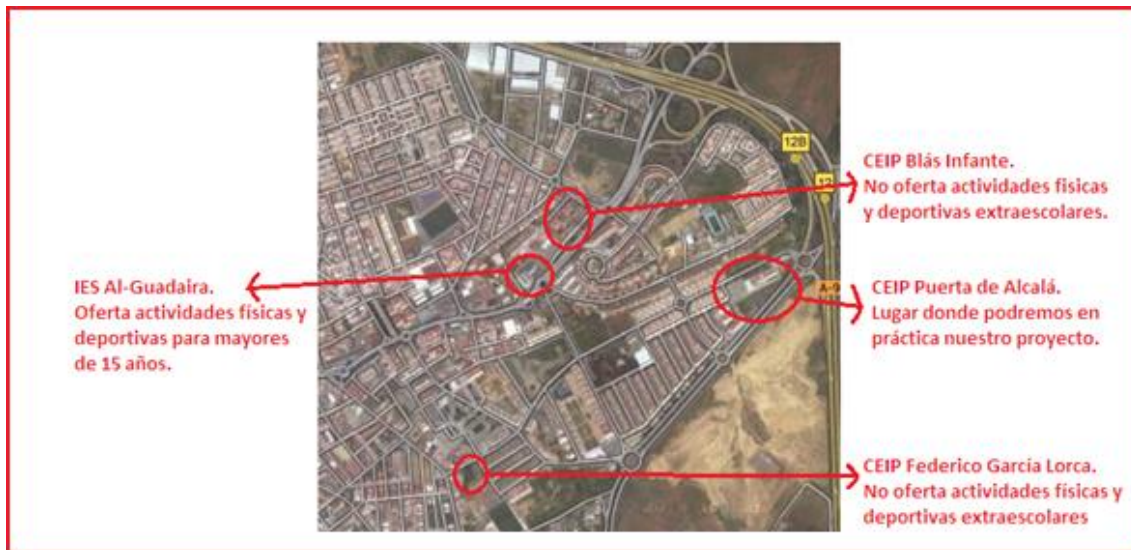 12B
12
CEIP Blás Infante.
No oferta actividades físicas
y deportivas extraescolares.
IES Al-Guadaira.
Oferta actividades físicas y
deportivas para mayores
de 15 años.
A-9
CEIP Puerta de Alcalá.
Lugar donde podremos en
práctica nuestro proyecto.
CEIP Federico García Lorca.
No oferta actividades físicas y
deportivas extraescolares